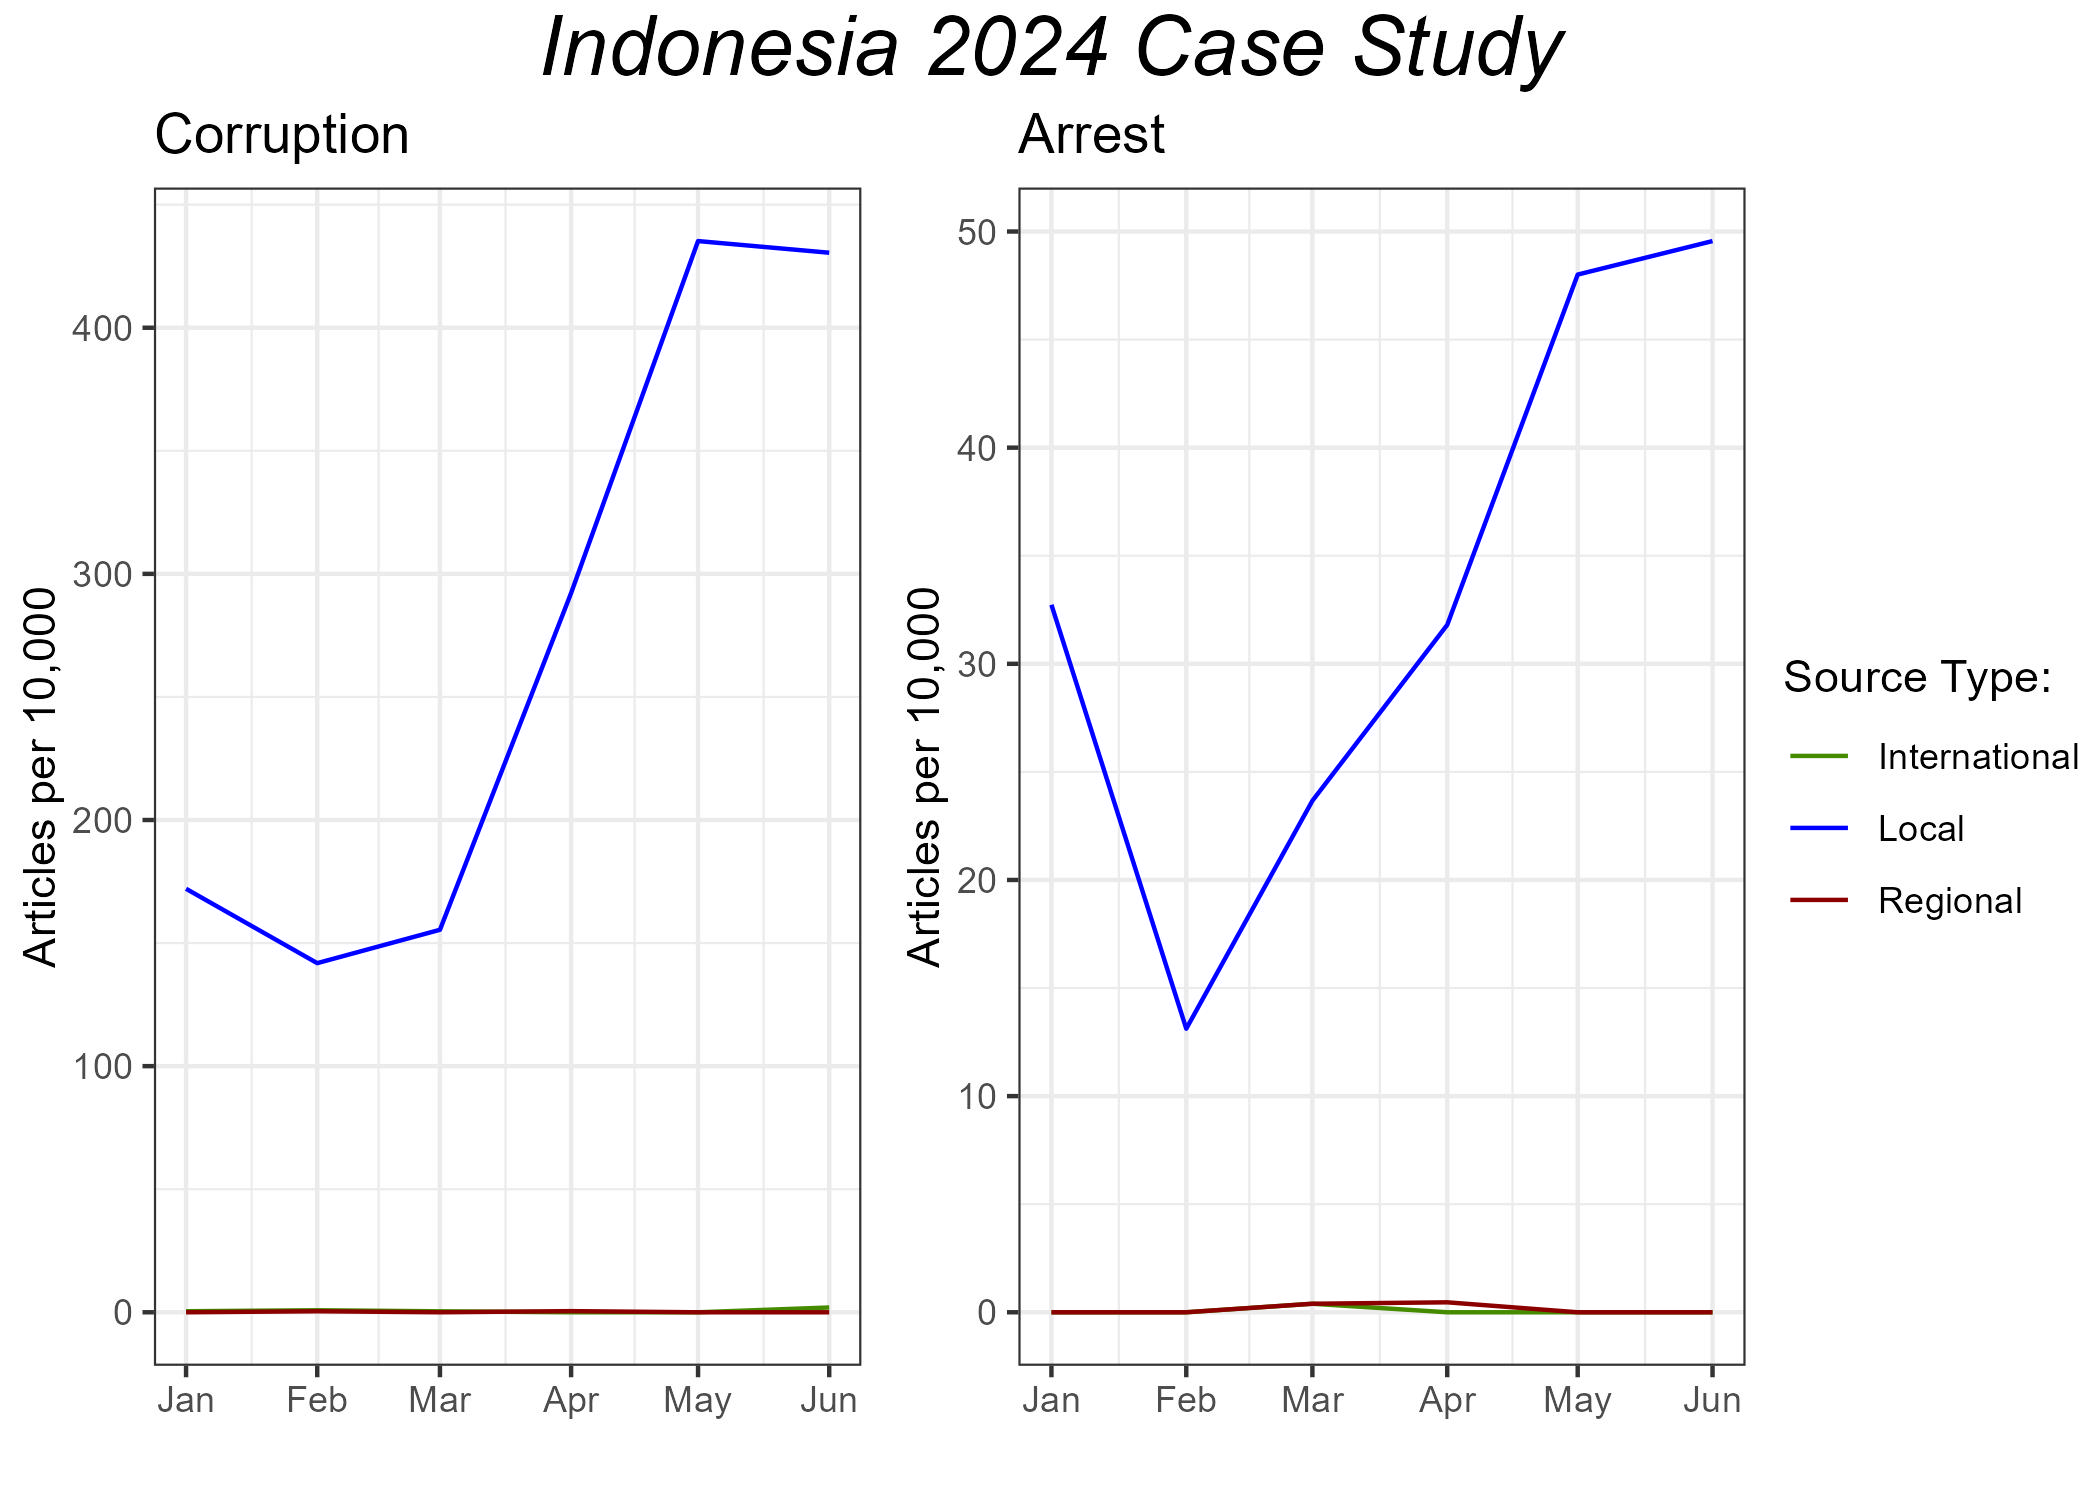 Indonesia 2024 Case Study
Corruption
Articles per 10,000
400
300
200
100
0
Jan Feb Mar Apr May Jun
Arrest
Articles per 10,000
50
40
30
20
10
0
Jan Feb Mar Apr May Jun
Source Type:
International
Local
Regional